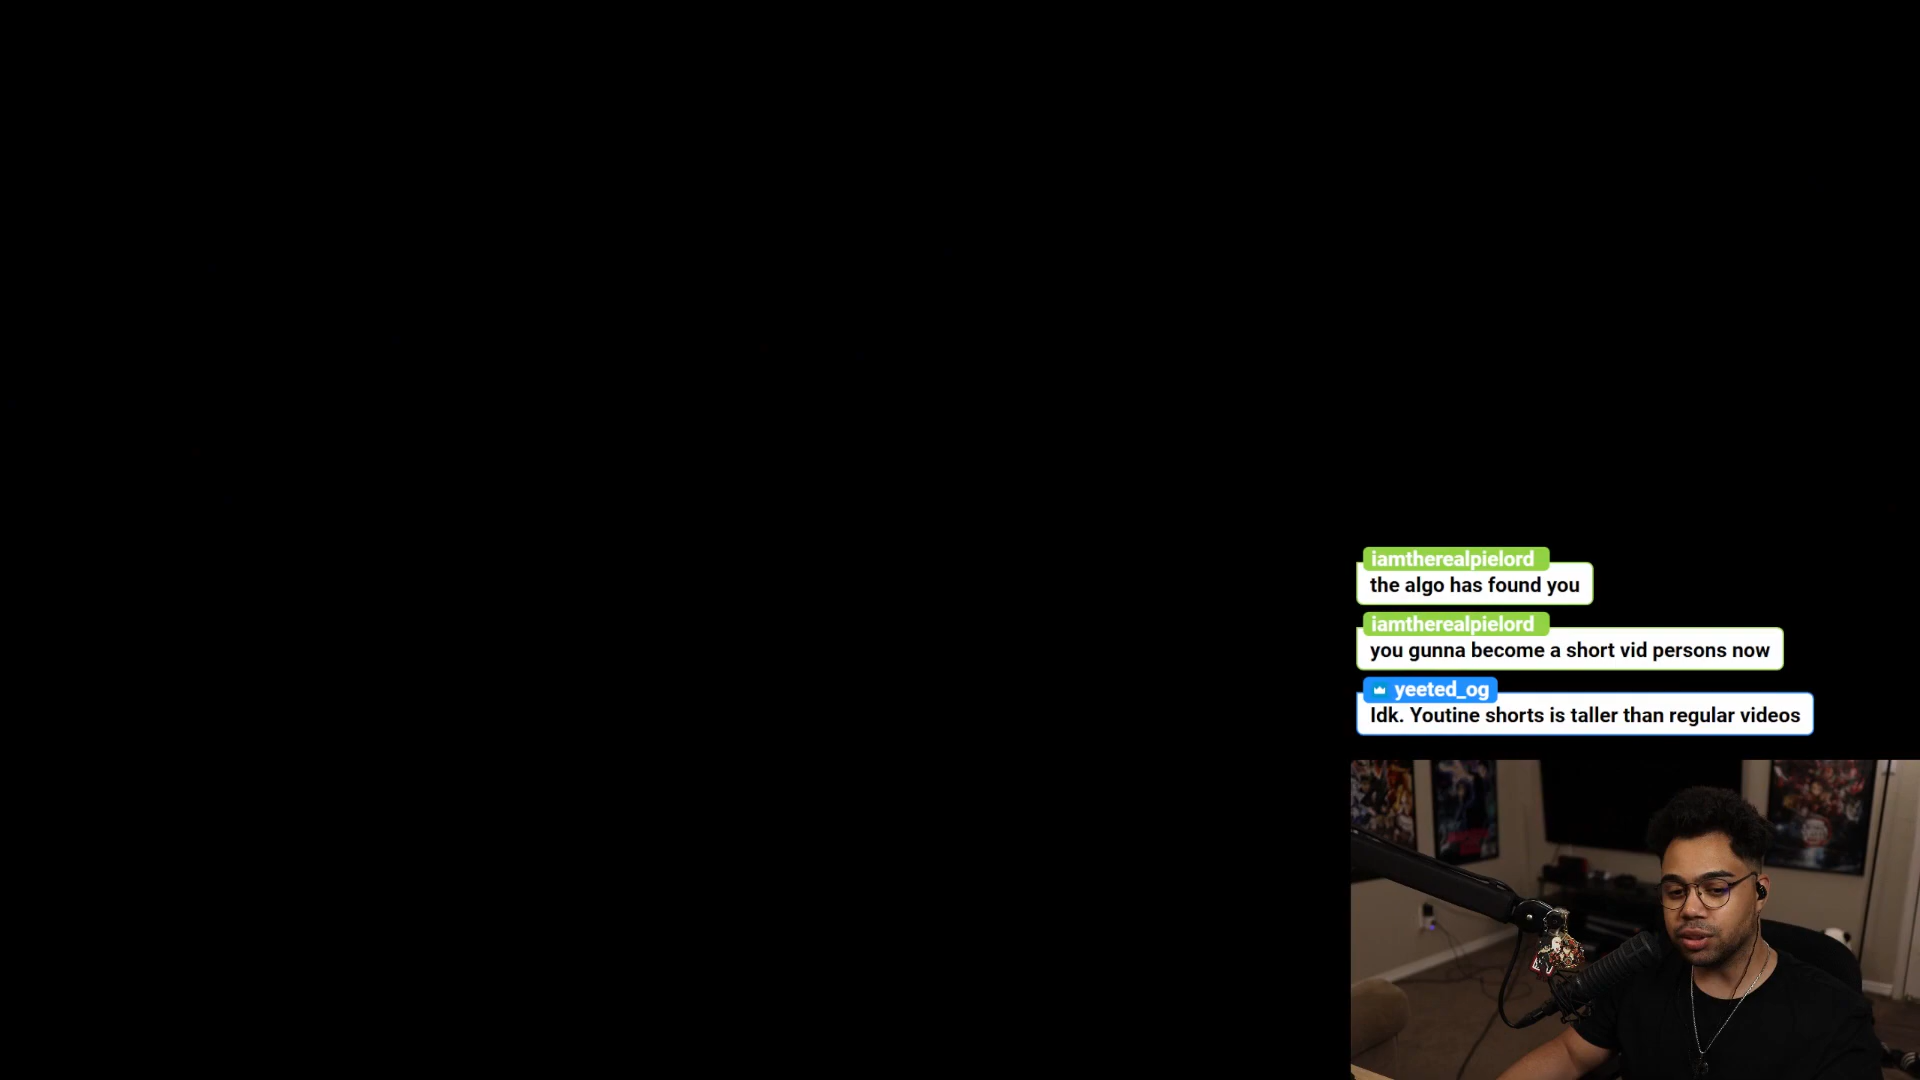 iamtherealpielord
the algo has found you
iamtherealpielord
you gunna become a short vid persons now
yeeted_og
Idk. Youtine shorts is taller than regular videos